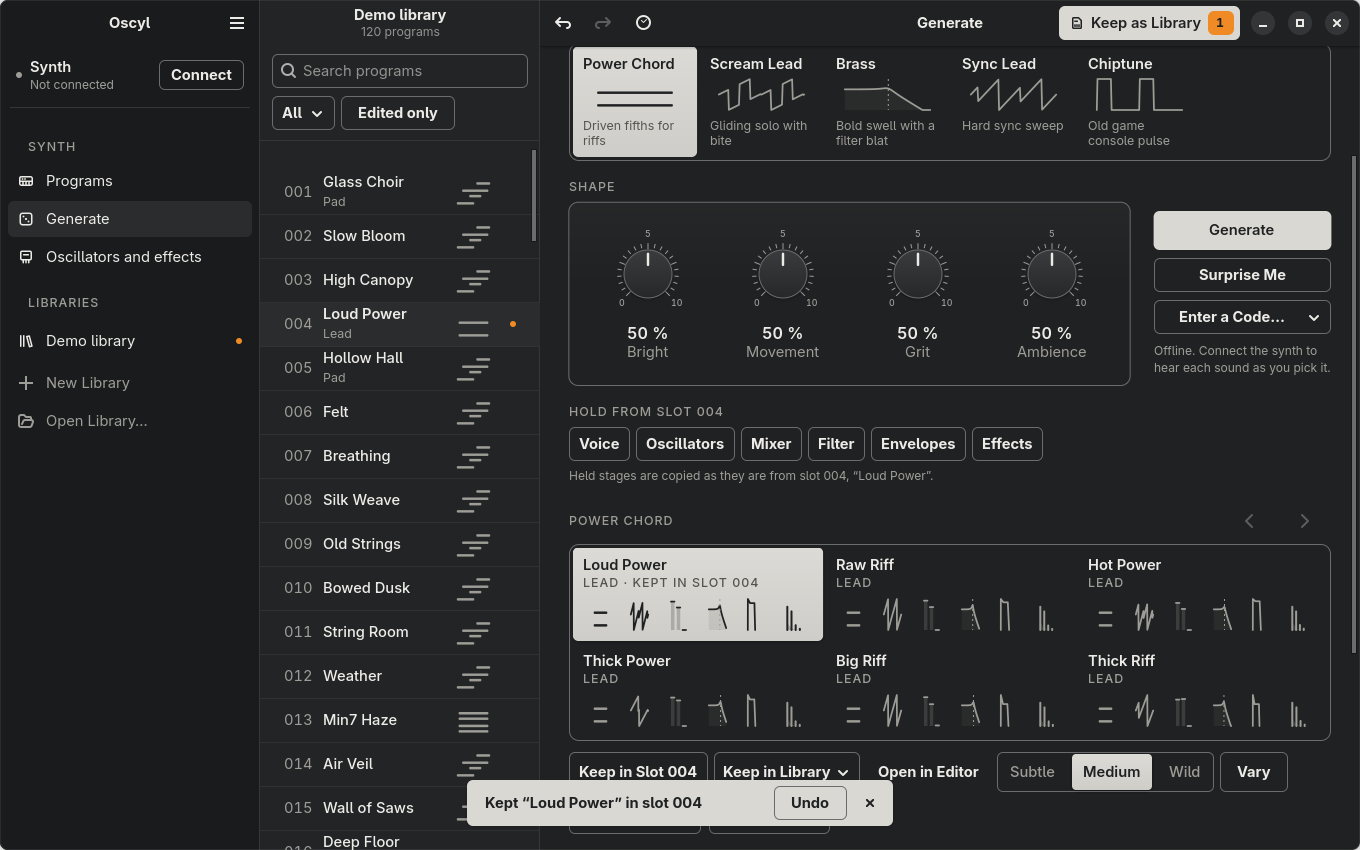 Oscyl
Synth
Not connected
Connect
SYNTH
Programs
Generate
Oscillators and effects
LIBRARIES
Demo library
New Library
Open Library…
Demo library
120 programs
Search programs
All
Edited only
001 Glass Choir
Pad
002 Slow Bloom
003 High Canopy
004 Loud Power
Lead
005 Hollow Hall
Pad
006 Felt
007 Breathing
008 Silk Weave
009 Old Strings
010 Bowed Dusk
011 String Room
012 Weather
013 Min7 Haze
014 Air Veil
015 Wall of Saws
016 Deep Floor
Generate
Keep as Library 1
Power Chord
Driven fifths for
riffs
Scream Lead
Gliding solo with
bite
Brass
Bold swell with a
filter blat
Sync Lead
Hard sync sweep
Chiptune
Old game
console pulse
SHAPE
5
0 10
50 %
Bright
5
0 10
50 %
Movement
5
0 10
50 %
Grit
5
0 10
50 %
Ambience
Generate
Surprise Me
Enter a Code…
Offline. Connect the synth to
hear each sound as you pick it.
HOLD FROM SLOT 004
Voice
Oscillators
Mixer
Filter
Envelopes
Effects
Held stages are copied as they are from slot 004, “Loud Power”.
POWER CHORD
Loud Power
LEAD · KEPT IN SLOT 004
Raw Riff
LEAD
Hot Power
LEAD
Thick Power
LEAD
Big Riff
LEAD
Thick Riff
LEAD
Keep in Slot 004
Keep in Library
Open in Editor
Subtle
Medium
Wild
Vary
Kept “Loud Power” in slot 004
Undo